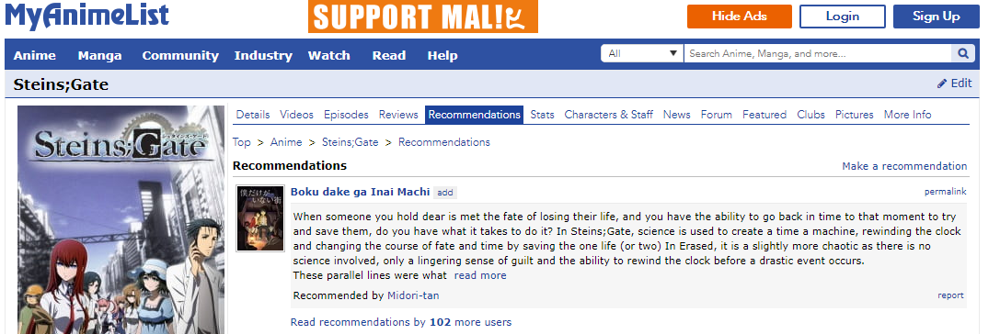 MyAnimeList
SUPPORT MAL!
Hide Ads
Login
Sign Up
Anime Manga Community Industry Watch Read Help
All
Search Anime, Manga, and more...
Steins;Gate
Edit
Steins;Gate
Details Videos Episodes Reviews Recommendations Stats Characters & Staff News Forum Featured Clubs Pictures More Info
Top > Anime > Steins;Gate > Recommendations
Recommendations
Make a recommendation
僕だけが
いない街
Boku dake ga Inai Machi add
permalink
When someone you hold dear is met the fate of losing their life, and you have the ability to go back in time to that moment to try
and save them, do you have what it takes to do it? In Steins;Gate, science is used to create a time a machine, rewinding the clock
and changing the course of fate and time by saving the one life (or two) In Erased, it is a slightly more chaotic as there is no
science involved, only a lingering sense of guilt and the ability to rewind the clock before a drastic event occurs.
These parallel lines were what read more
Recommended by Midori-tan
report
Read recommendations by 102 more users